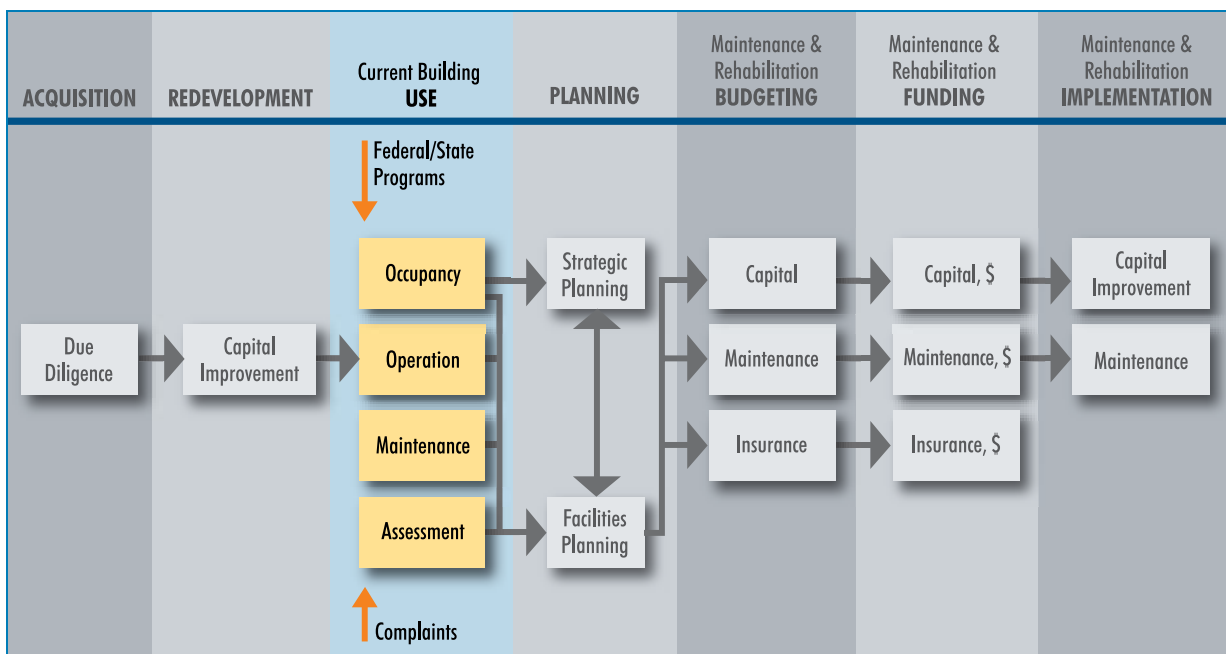 ACQUISITION
REDEVELOPMENT
Current Building
USE
PLANNING
Maintenance &
Rehabilitation
BUDGETING
Maintenance &
Rehabilitation
FUNDING
Maintenance &
Rehabilitation
IMPLEMENTATION
Federal/State
Programs
Occupancy
Strategic
Planning
Capital
Capital, $
Capital
Improvement
Due
Diligence
Capital
Improvement
Operation
Maintenance
Maintenance, $
Maintenance
Maintenance
Insurance
Insurance, $
Assessment
Facilities
Planning
Complaints